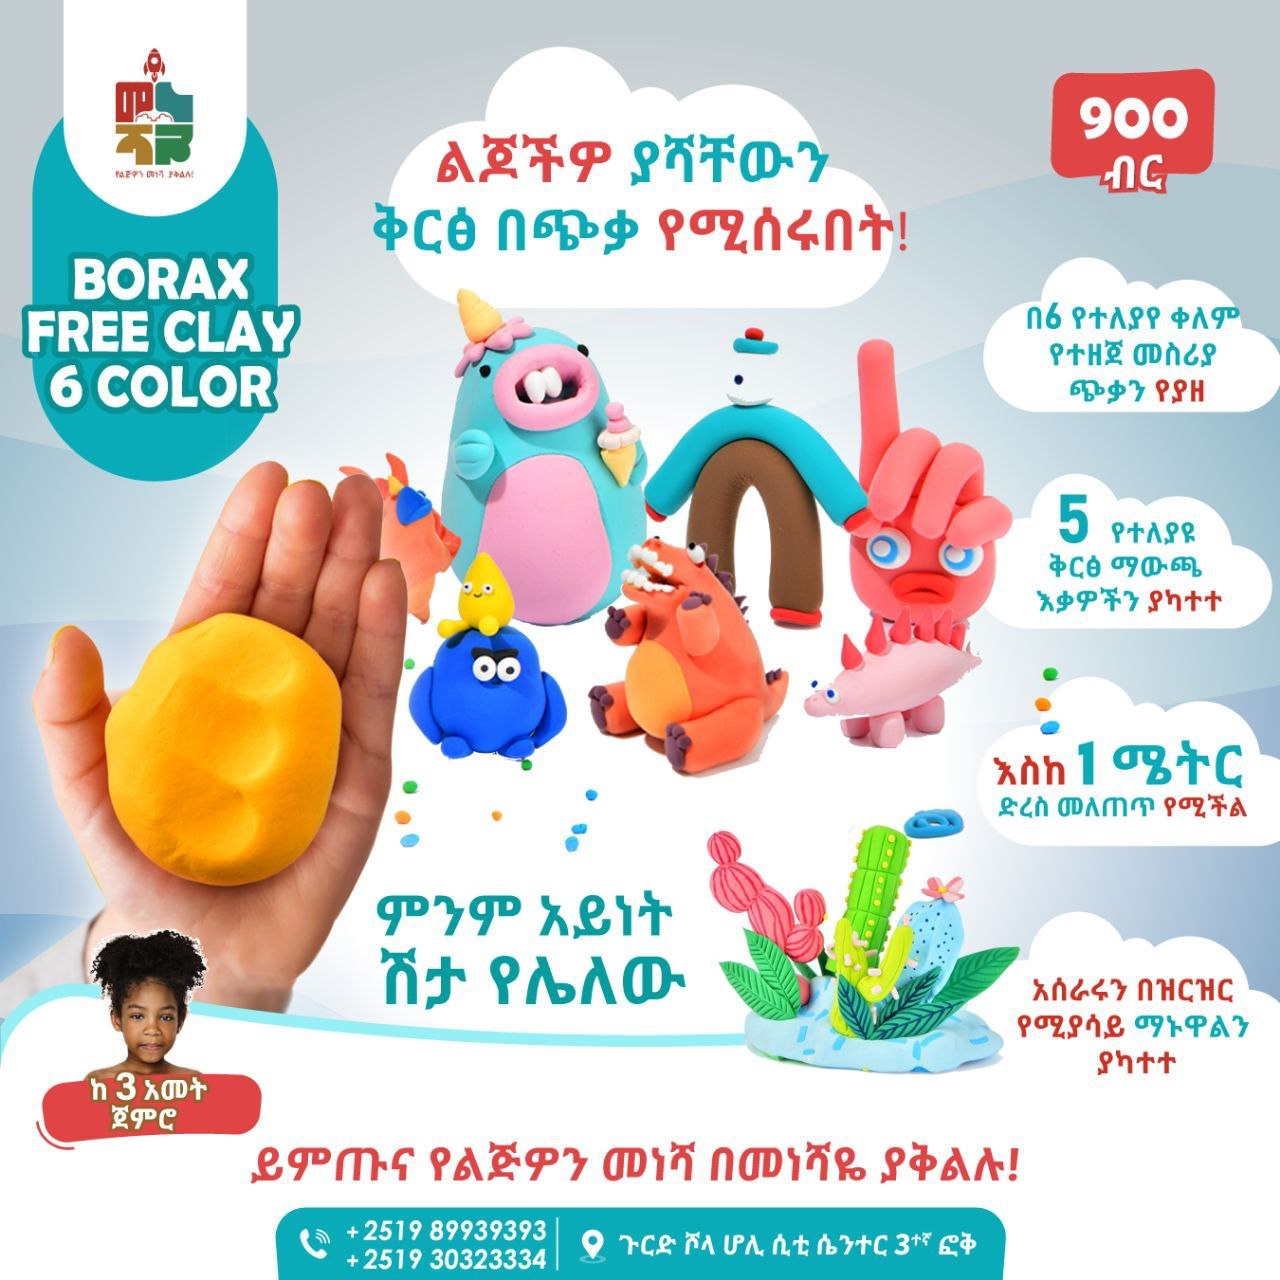 መነሻዬ
የልጅዎን መነሻ ያቅልሉ!
BORAX
FREE CLAY
6 COLOR
ልጆችዎ ያሻቸውን
ቅርፅ በጭቃ የሚሰሩበት!
900
ብር
በ6 የተለያየ ቀለም
የተዘጀ መስሪያ
ጭቃን የያዘ
5 የተለያዩ
ቅርፅ ማውጫ
እቃዎችን ያካተተ
እስከ 1 ሜትር
ድረስ መለጠጥ የሚችል
ምንም አይነት
ሽታ የሌለው
አሰራሩን በዝርዝር
የሚያሳይ ማኑዋልን
ያካተተ
ከ 3 አመት
ጀምሮ
ይምጡና የልጅዎን መነሻ በመነሻዬ ያቅልሉ!
+2519 89939393
+2519 30323334
ጉርድ ሾላ ሆሊ ሲቲ ሴንተር 3ተኛ ፎቅ